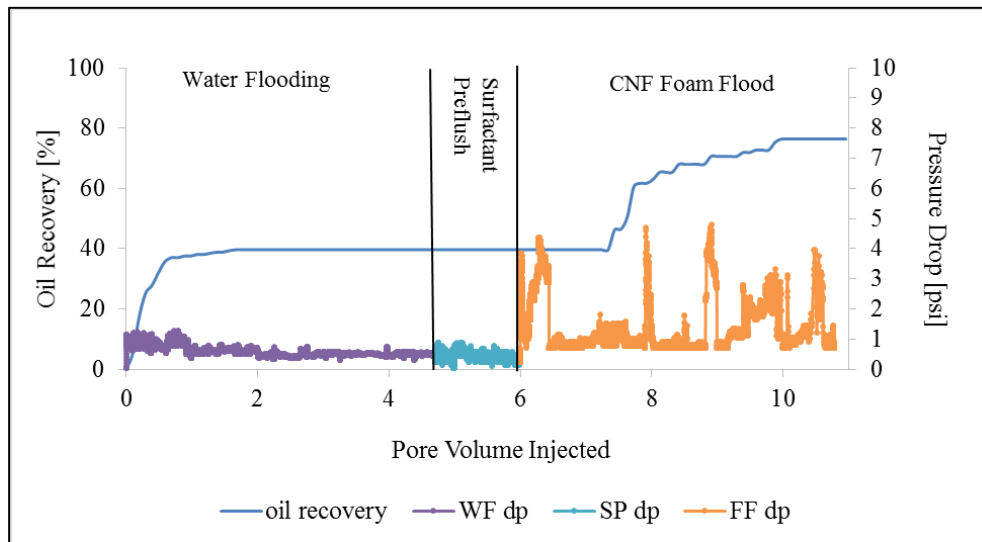 Water Flooding
Surfactant
Preflush
CNF Foam Flood
Oil Recovery [%]
100
80
60
40
20
0
10
9
8
7
6
5
4
3
2
1
0
Pressure Drop [psi]
0 2 4 6 8 10
Pore Volume Injected
oil recovery WF dp SP dp FF dp